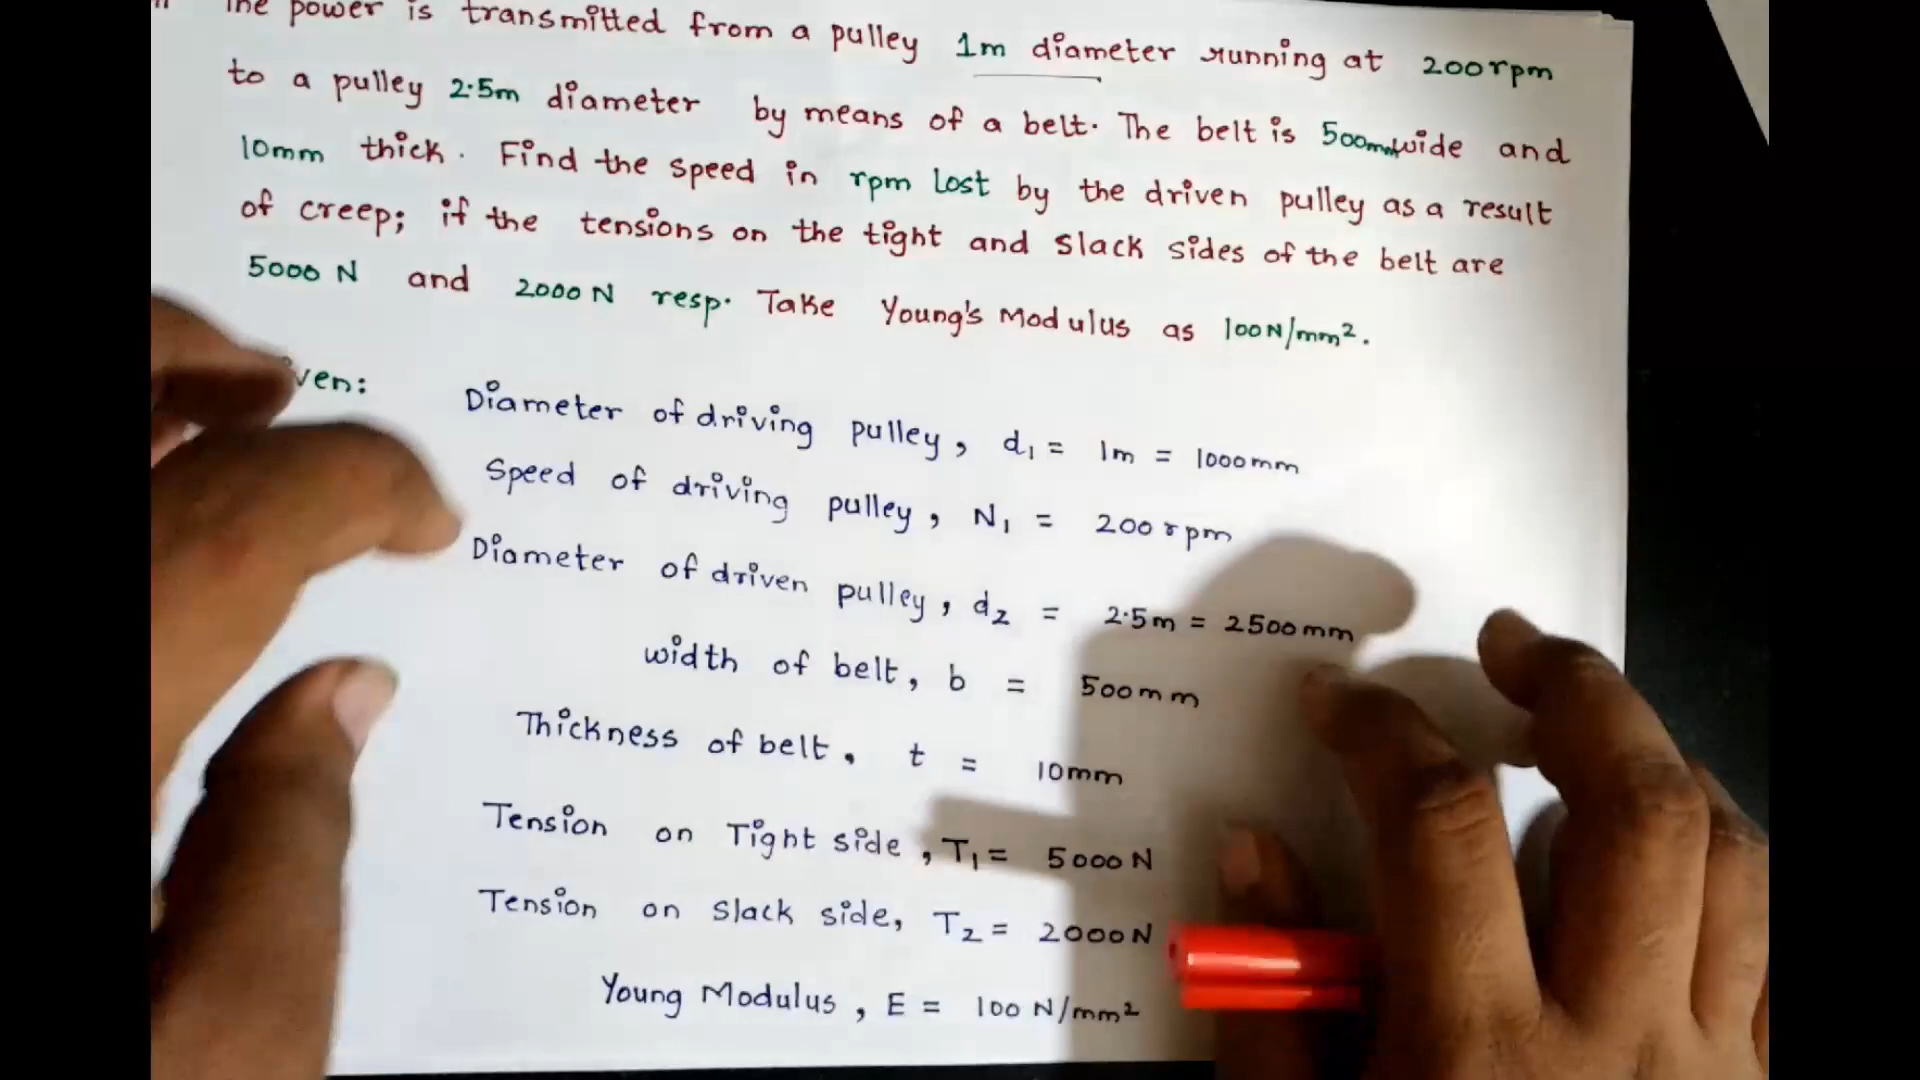 The power is transmitted from a pulley 1m diameter running at 200rpm
to a pulley 2.5m diameter by means of a belt. The belt is 500mm wide and
10mm thick. Find the speed in rpm lost by the driven pulley as a result
of creep; if the tensions on the tight and slack sides of the belt are
5000 N and 2000 N resp. Take Young's Modulus as 100N/mm².
ven:
Diameter of driving pulley, d₁ = 1m = 1000mm
Speed of driving pulley, N₁ = 200 rpm
Diameter of driven pulley, d₂ = 2.5m = 2500mm
width of belt, b = 500mm
Thickness of belt, t = 10mm
Tension on Tight side, T₁ = 5000 N
Tension on Slack side, T₂ = 2000N
Young Modulus, E = 100 N/mm²